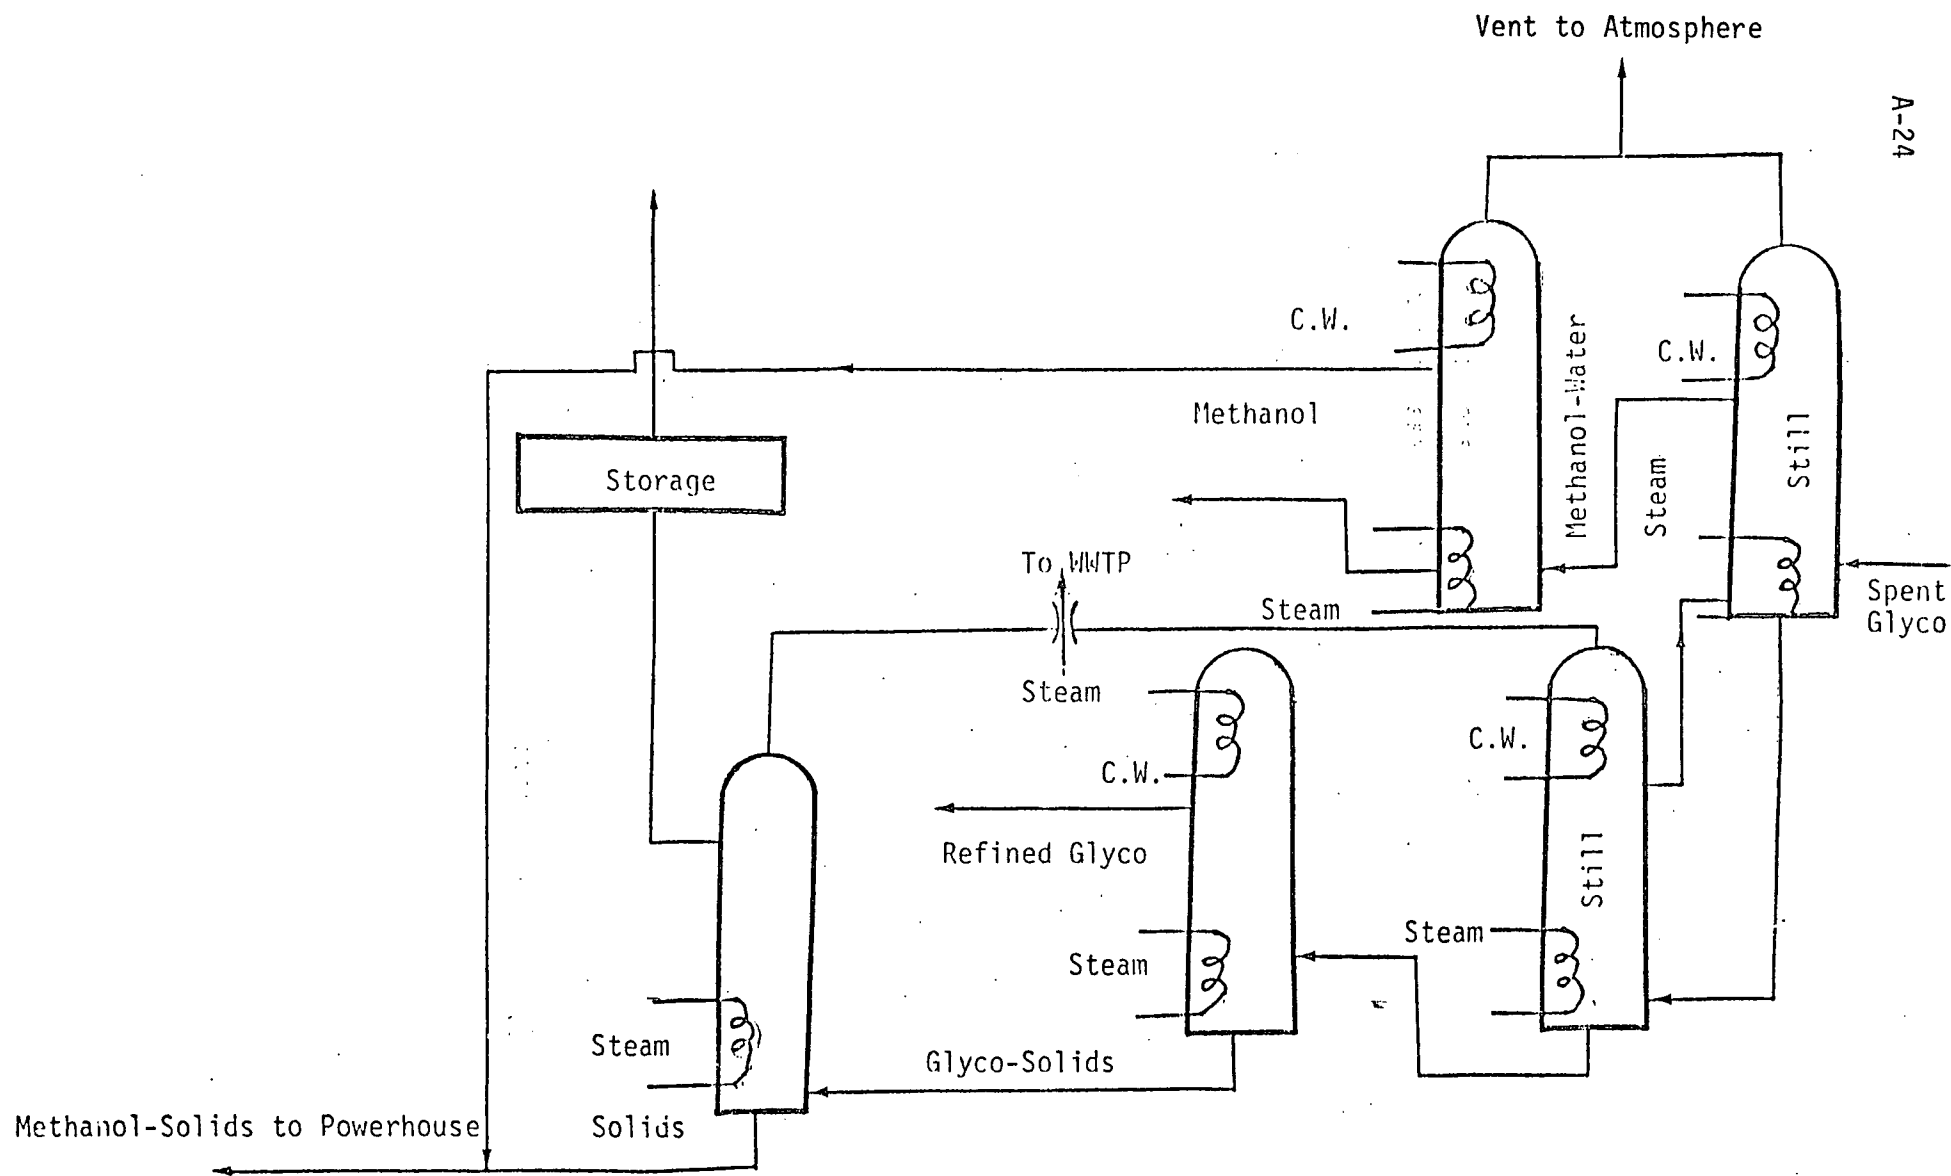 Vent to Atmosphere
A-24
C.W.
Methanol-Water
C.W.
Methanol
Still
Steam
Storage
To WWTP
Steam
Spent
Glyco
Steam
C.W.
C.W.
Refined Glyco
Still
Steam
Steam
Steam
Glyco-Solids
Methanol-Solids to Powerhouse
Solids